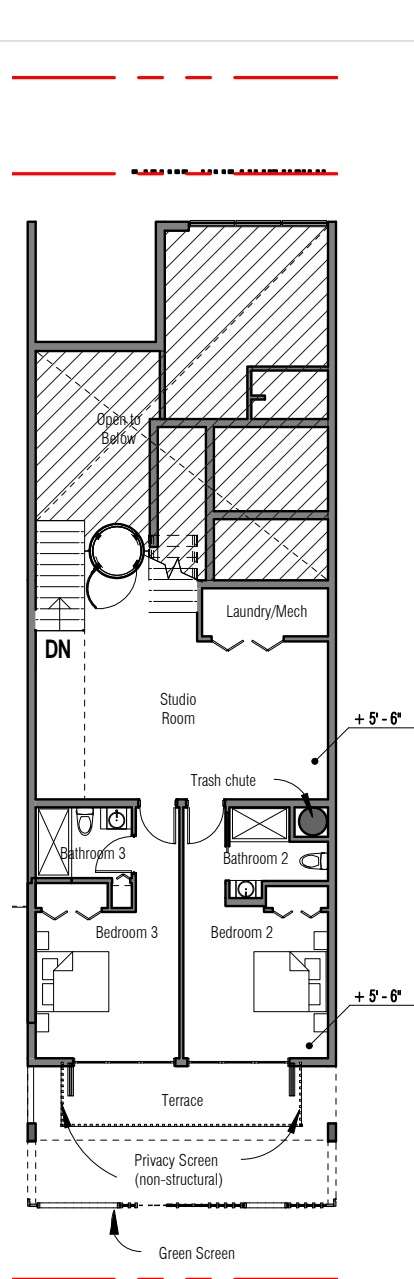 Open to
Below
Laundry/Mech
DN
Studio
Room
+ 5' - 6"
Trash chute
Bathroom 3
Bathroom 2
Bedroom 3
Bedroom 2
+ 5' - 6"
Terrace
Privacy Screen
(non-structural)
Green Screen